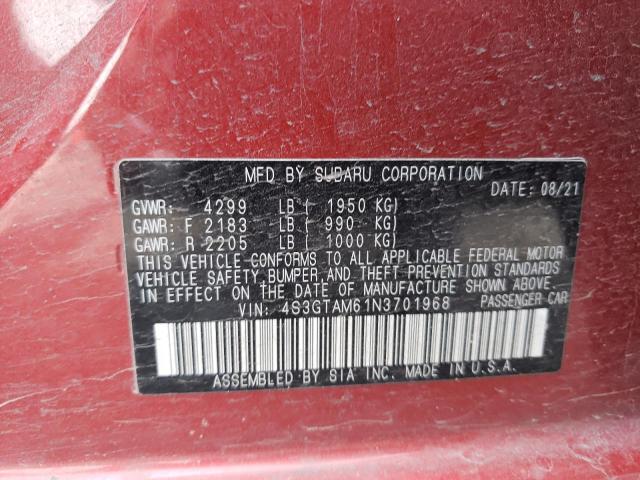 MFD BY SUBARU CORPORATION
DATE: 08/21
GVWR: 4299 LB ( 1950 KG)
GAWR: F 2183 LB ( 990 KG)
GAWR: R 2205 LB ( 1000 KG)
THIS VEHICLE CONFORMS TO ALL APPLICABLE FEDERAL MOTOR
VEHICLE SAFETY, BUMPER, AND THEFT PREVENTION STANDARDS
IN EFFECT ON THE DATE OF MANUFACTURE SHOWN ABOVE.
VIN: 4S3GTAM61N3701968 PASSENGER CAR
ASSEMBLED BY SIA INC. MADE IN U.S.A.